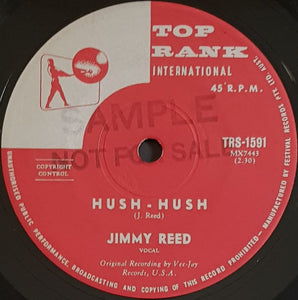 TOP
RANK
INTERNATIONAL
45 R.P.M.
SAMPLE
NOT FOR SALE
TRS-1591
MX7443
(2.30)
COPYRIGHT
CONTROL
HUSH - HUSH
(J. Reed)
JIMMY REED
VOCAL
Original Recording by Vee-Jay
Records, U.S.A.
UNAUTHORISED PUBLIC PERFORMANCE, BROADCASTING AND COPYING OF THIS RECORD PROHIBITED. MANUFACTURED BY FESTIVAL RECORDS PTY. LTD. AUST.